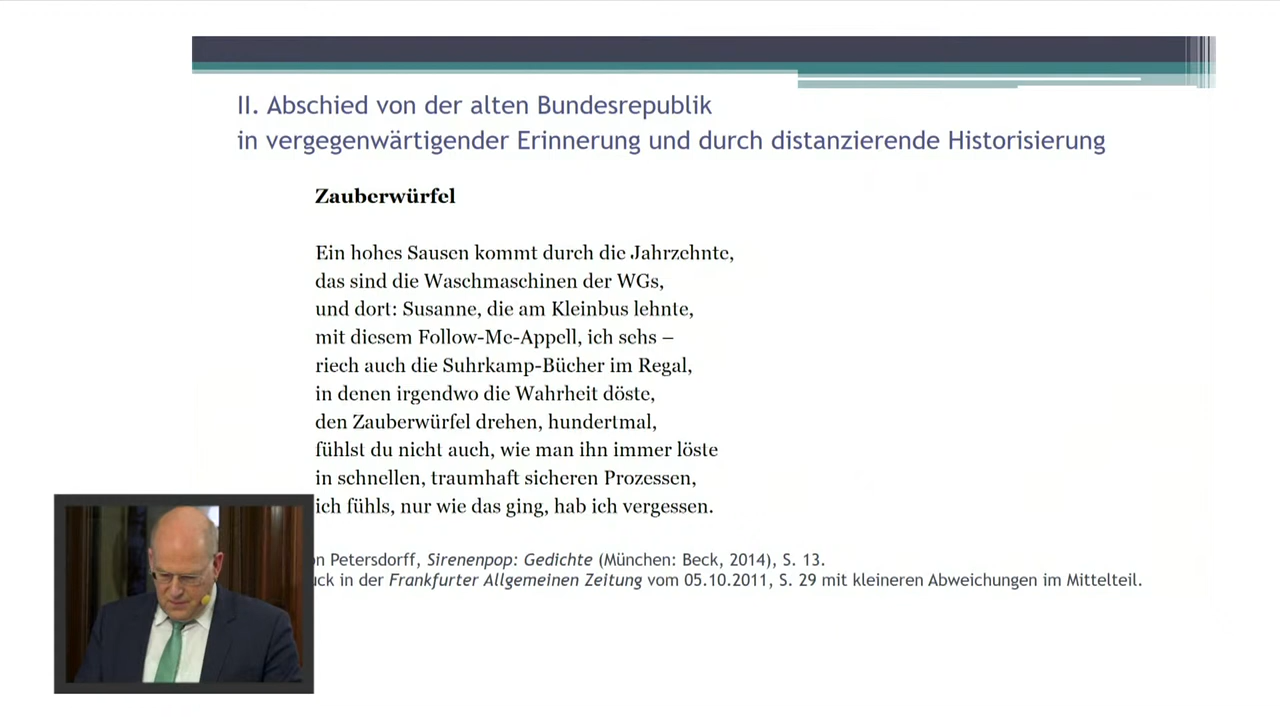 II. Abschied von der alten Bundesrepublik
in vergegenwärtigender Erinnerung und durch distanzierende Historisierung
Zauberwürfel
Ein hohes Sausen kommt durch die Jahrzehnte,
das sind die Waschmaschinen der WGs,
und dort: Susanne, die am Kleinbus lehnte,
mit diesem Follow-Me-Appell, ich sehs –
riech auch die Suhrkamp-Bücher im Regal,
in denen irgendwo die Wahrheit döste,
den Zauberwürfel drehen, hundertmal,
fühlst du nicht auch, wie man ihn immer löste
in schnellen, traumhaft sicheren Prozessen,
ich fühls, nur wie das ging, hab ich vergessen.
Petersdorff, Sirenenpop: Gedichte (München: Beck, 2014), S. 13.
in der Frankfurter Allgemeinen Zeitung vom 05.10.2011, S. 29 mit kleineren Abweichungen im Mittelteil.